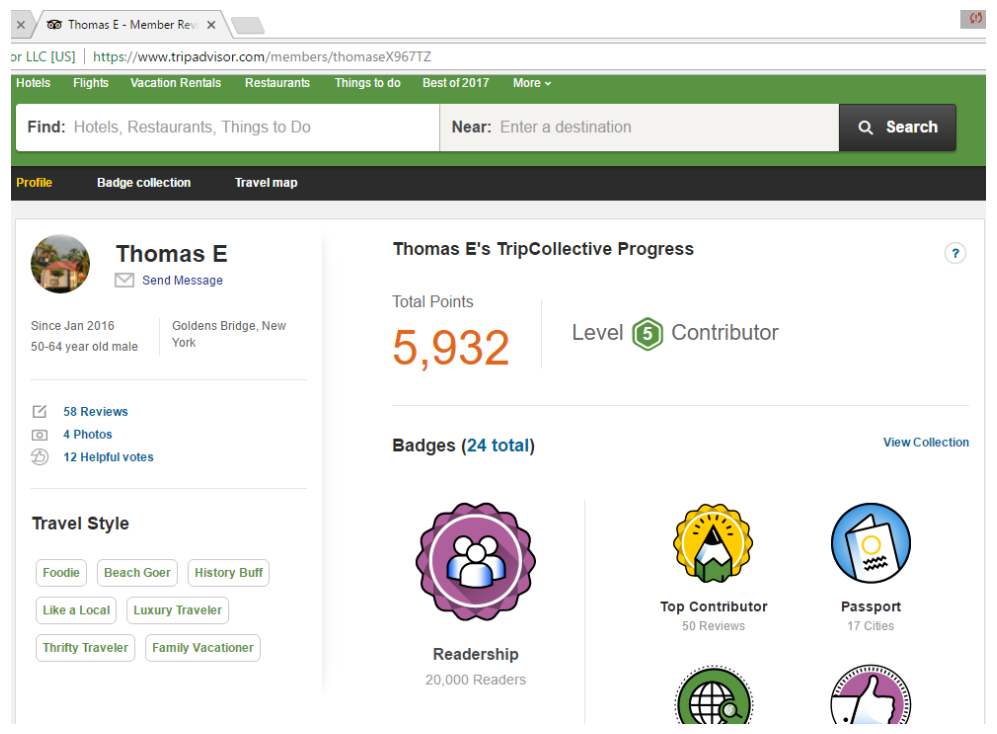 Thomas E - Member Rev
or LLC [US] | https://www.tripadvisor.com/members/thomaseX967TZ
Hotels Flights Vacation Rentals Restaurants Things to do Best of 2017 More
Find: Hotels, Restaurants, Things to Do Near: Enter a destination Search
Profile Badge collection Travel map
Thomas E
Send Message
Since Jan 2016
50-64 year old male
Goldens Bridge, New
York
58 Reviews
4 Photos
12 Helpful votes
Travel Style
Foodie Beach Goer History Buff
Like a Local Luxury Traveler
Thrifty Traveler Family Vacationer
Thomas E's TripCollective Progress ?
Total Points
5,932
Level 5 Contributor
Badges (24 total) View Collection
Readership
20,000 Readers
Top Contributor
50 Reviews
Passport
17 Cities